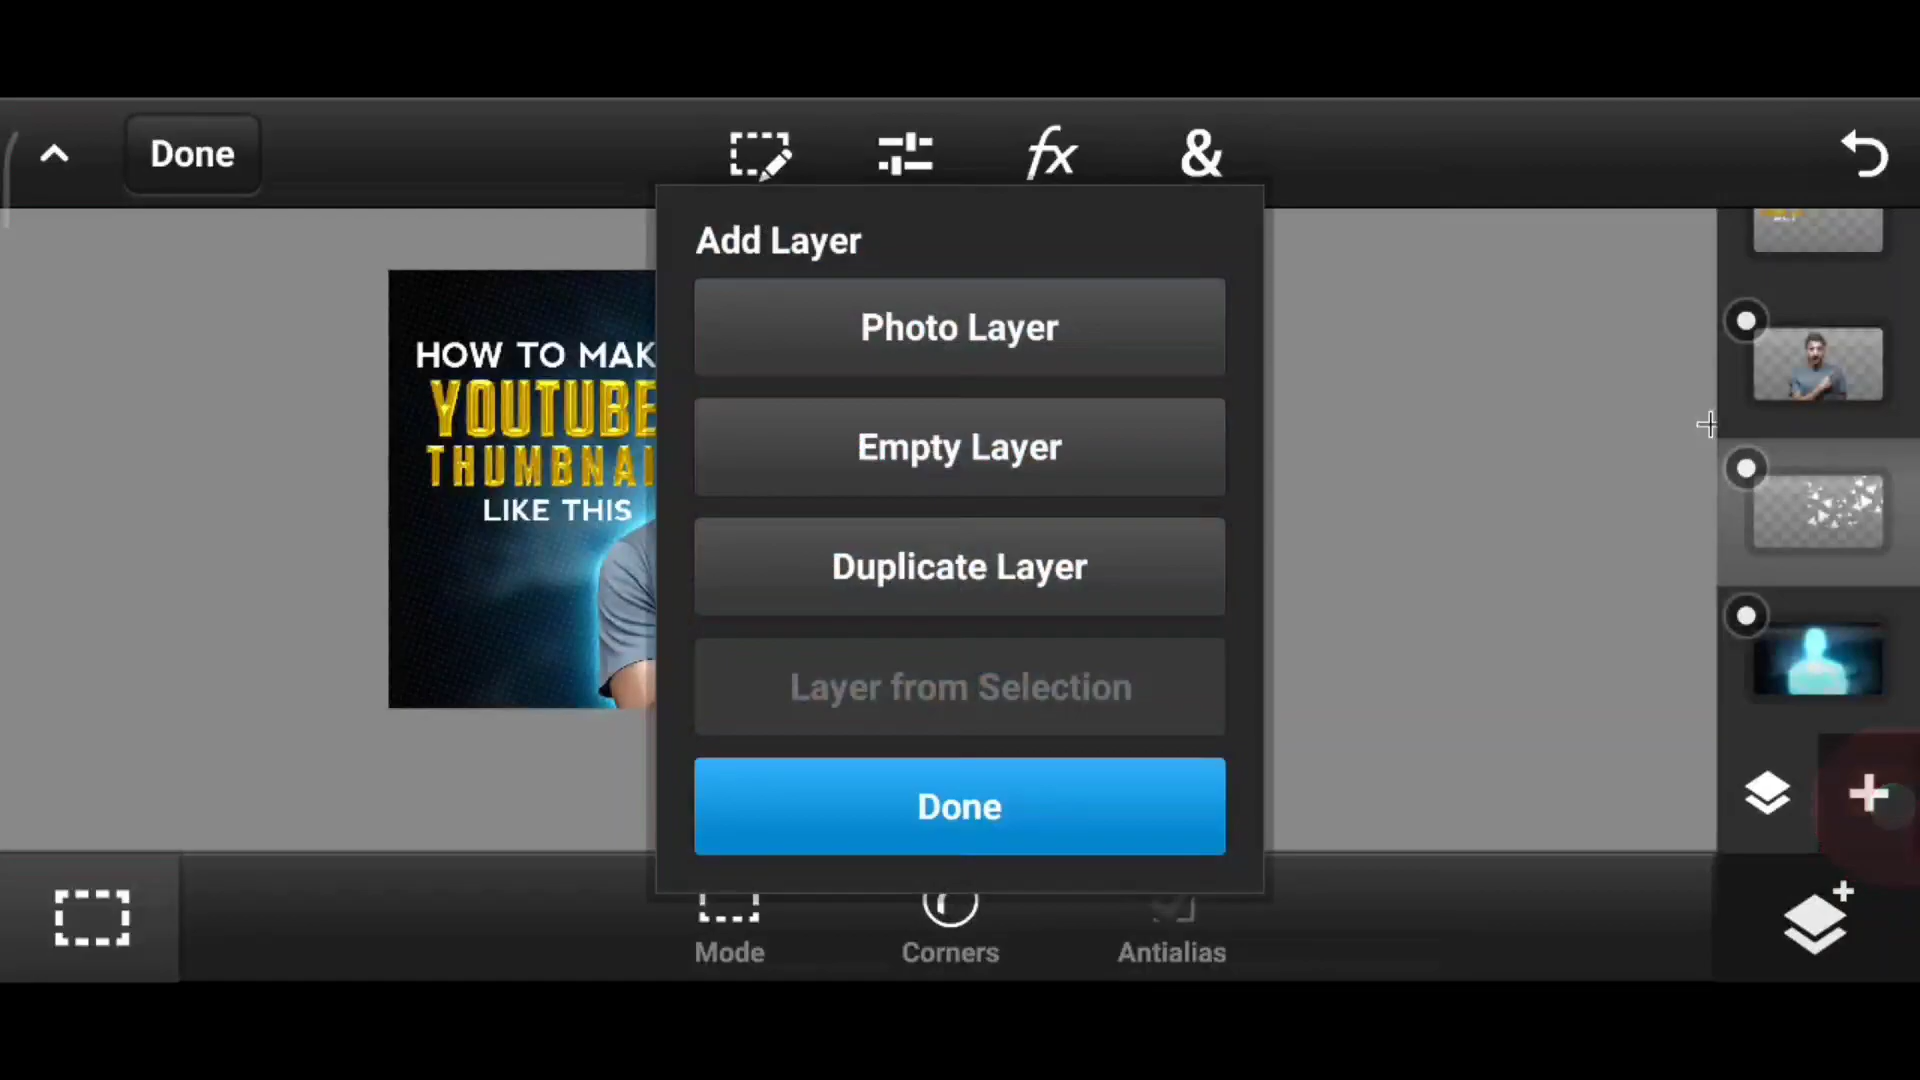 Done
fx
&
Add Layer
Photo Layer
Empty Layer
Duplicate Layer
Layer from Selection
Done
HOW TO MAK
YOUTUBE
THUMBNAI
LIKE THIS
Mode
Corners
Antialias